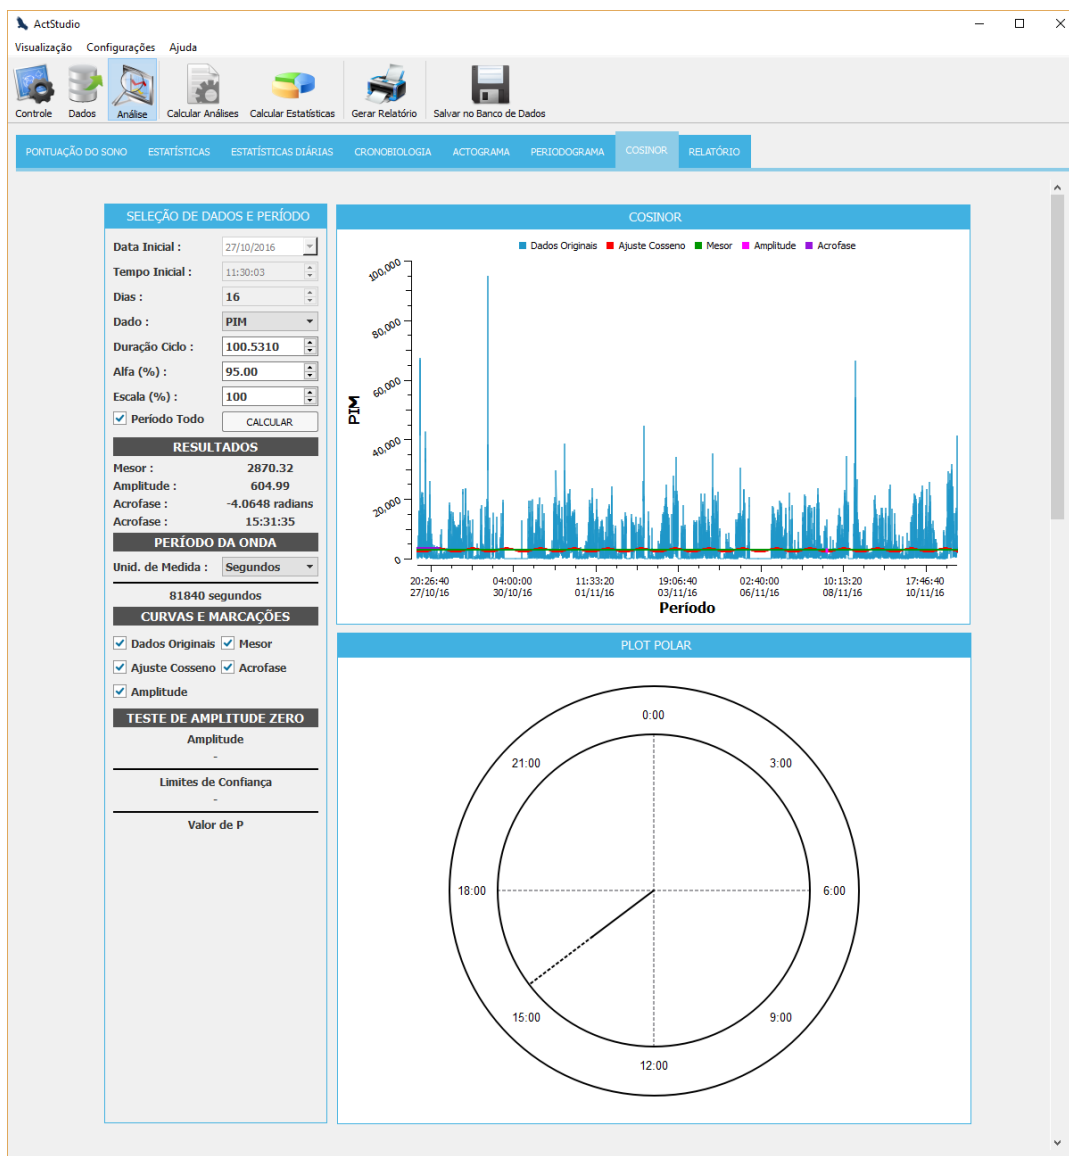 ActStudio
Visualização Configurações Ajuda
Controle Dados Análise Calcular Análises Calcular Estatísticas Gerar Relatório Salvar no Banco de Dados
PONTUAÇÃO DO SONO ESTATÍSTICAS ESTATÍSTICAS DIÁRIAS CRONOBIOLOGIA ACTOGRAMA PERIODOGRAMA COSINOR RELATÓRIO
SELEÇÃO DE DADOS E PERÍODO
Data Inicial : 27/10/2016
Tempo Inicial : 11:30:03
Dias : 16
Dado : PIM
Duração Ciclo : 100.5310
Alfa (%) : 95.00
Escala (%) : 100
Período Todo CALCULAR
RESULTADOS
Mesor : 2870.32
Amplitude : 604.99
Acrofase : -4.0648 radians
Acrofase : 15:31:35
PERÍODO DA ONDA
Unid. de Medida : Segundos
81840 segundos
CURVAS E MARCAÇÕES
Dados Originais Mesor
Ajuste Cosseno Acrofase
Amplitude
TESTE DE AMPLITUDE ZERO
Amplitude
-
Limites de Confiança
-
Valor de P
COSINOR
Dados Originais Ajuste Cosseno Mesor Amplitude Acrofase
100,000
80,000
60,000
40,000
20,000
0
PIM
20:26:40 04:00:00 11:33:20 19:06:40 02:40:00 10:13:20 17:46:40
27/10/16 30/10/16 01/11/16 03/11/16 06/11/16 08/11/16 10/11/16
Período
PLOT POLAR
0:00
21:00 3:00
18:00 6:00
15:00 9:00
12:00